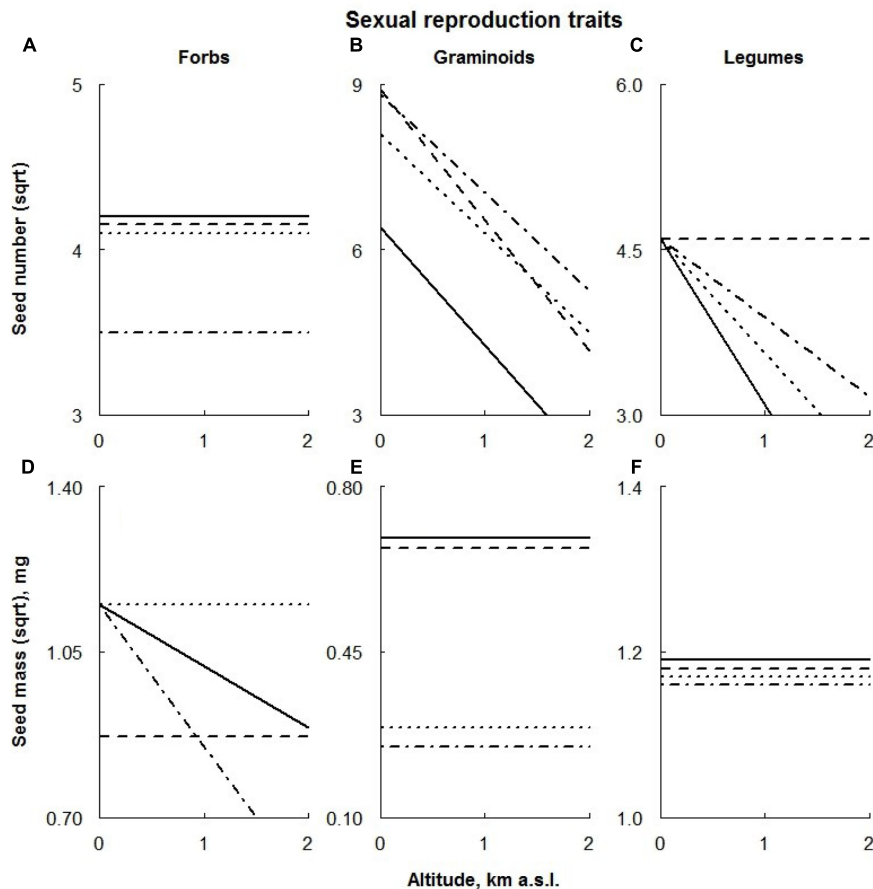 Sexual reproduction traits
A B C
Forbs Graminoids Legumes
5 9 6.0
4 6 4.5
3 3 3.0
Seed number (sqrt)
0 1 2 0 1 2 0 1 2
D E F
1.40 0.80 1.4
1.05 0.45 1.2
0.70 0.10 1.0
Seed mass (sqrt), mg
0 1 2 0 1 2 0 1 2
Altitude, km a.s.l.